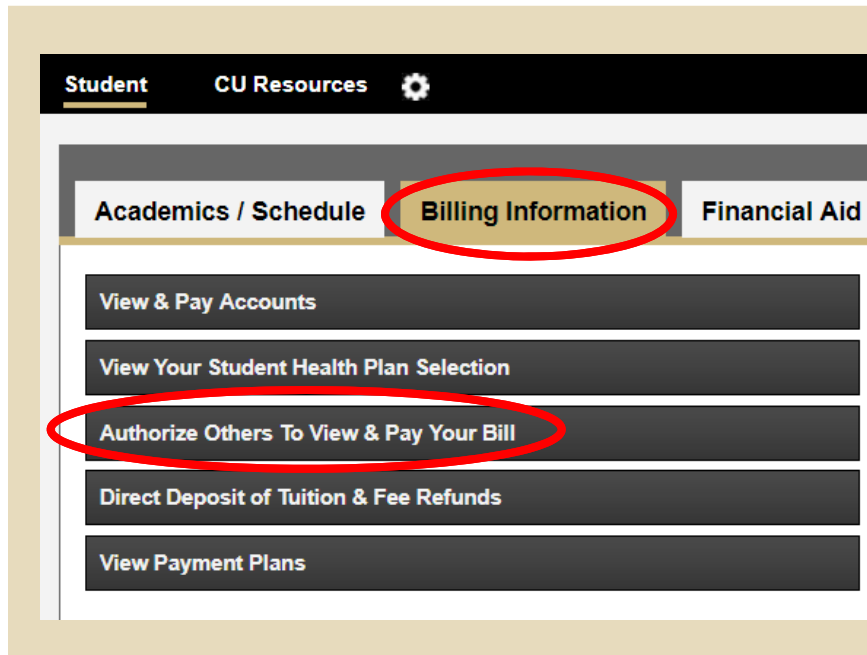 Student CU Resources
Academics / Schedule Billing Information Financial Aid
View & Pay Accounts
View Your Student Health Plan Selection
Authorize Others To View & Pay Your Bill
Direct Deposit of Tuition & Fee Refunds
View Payment Plans